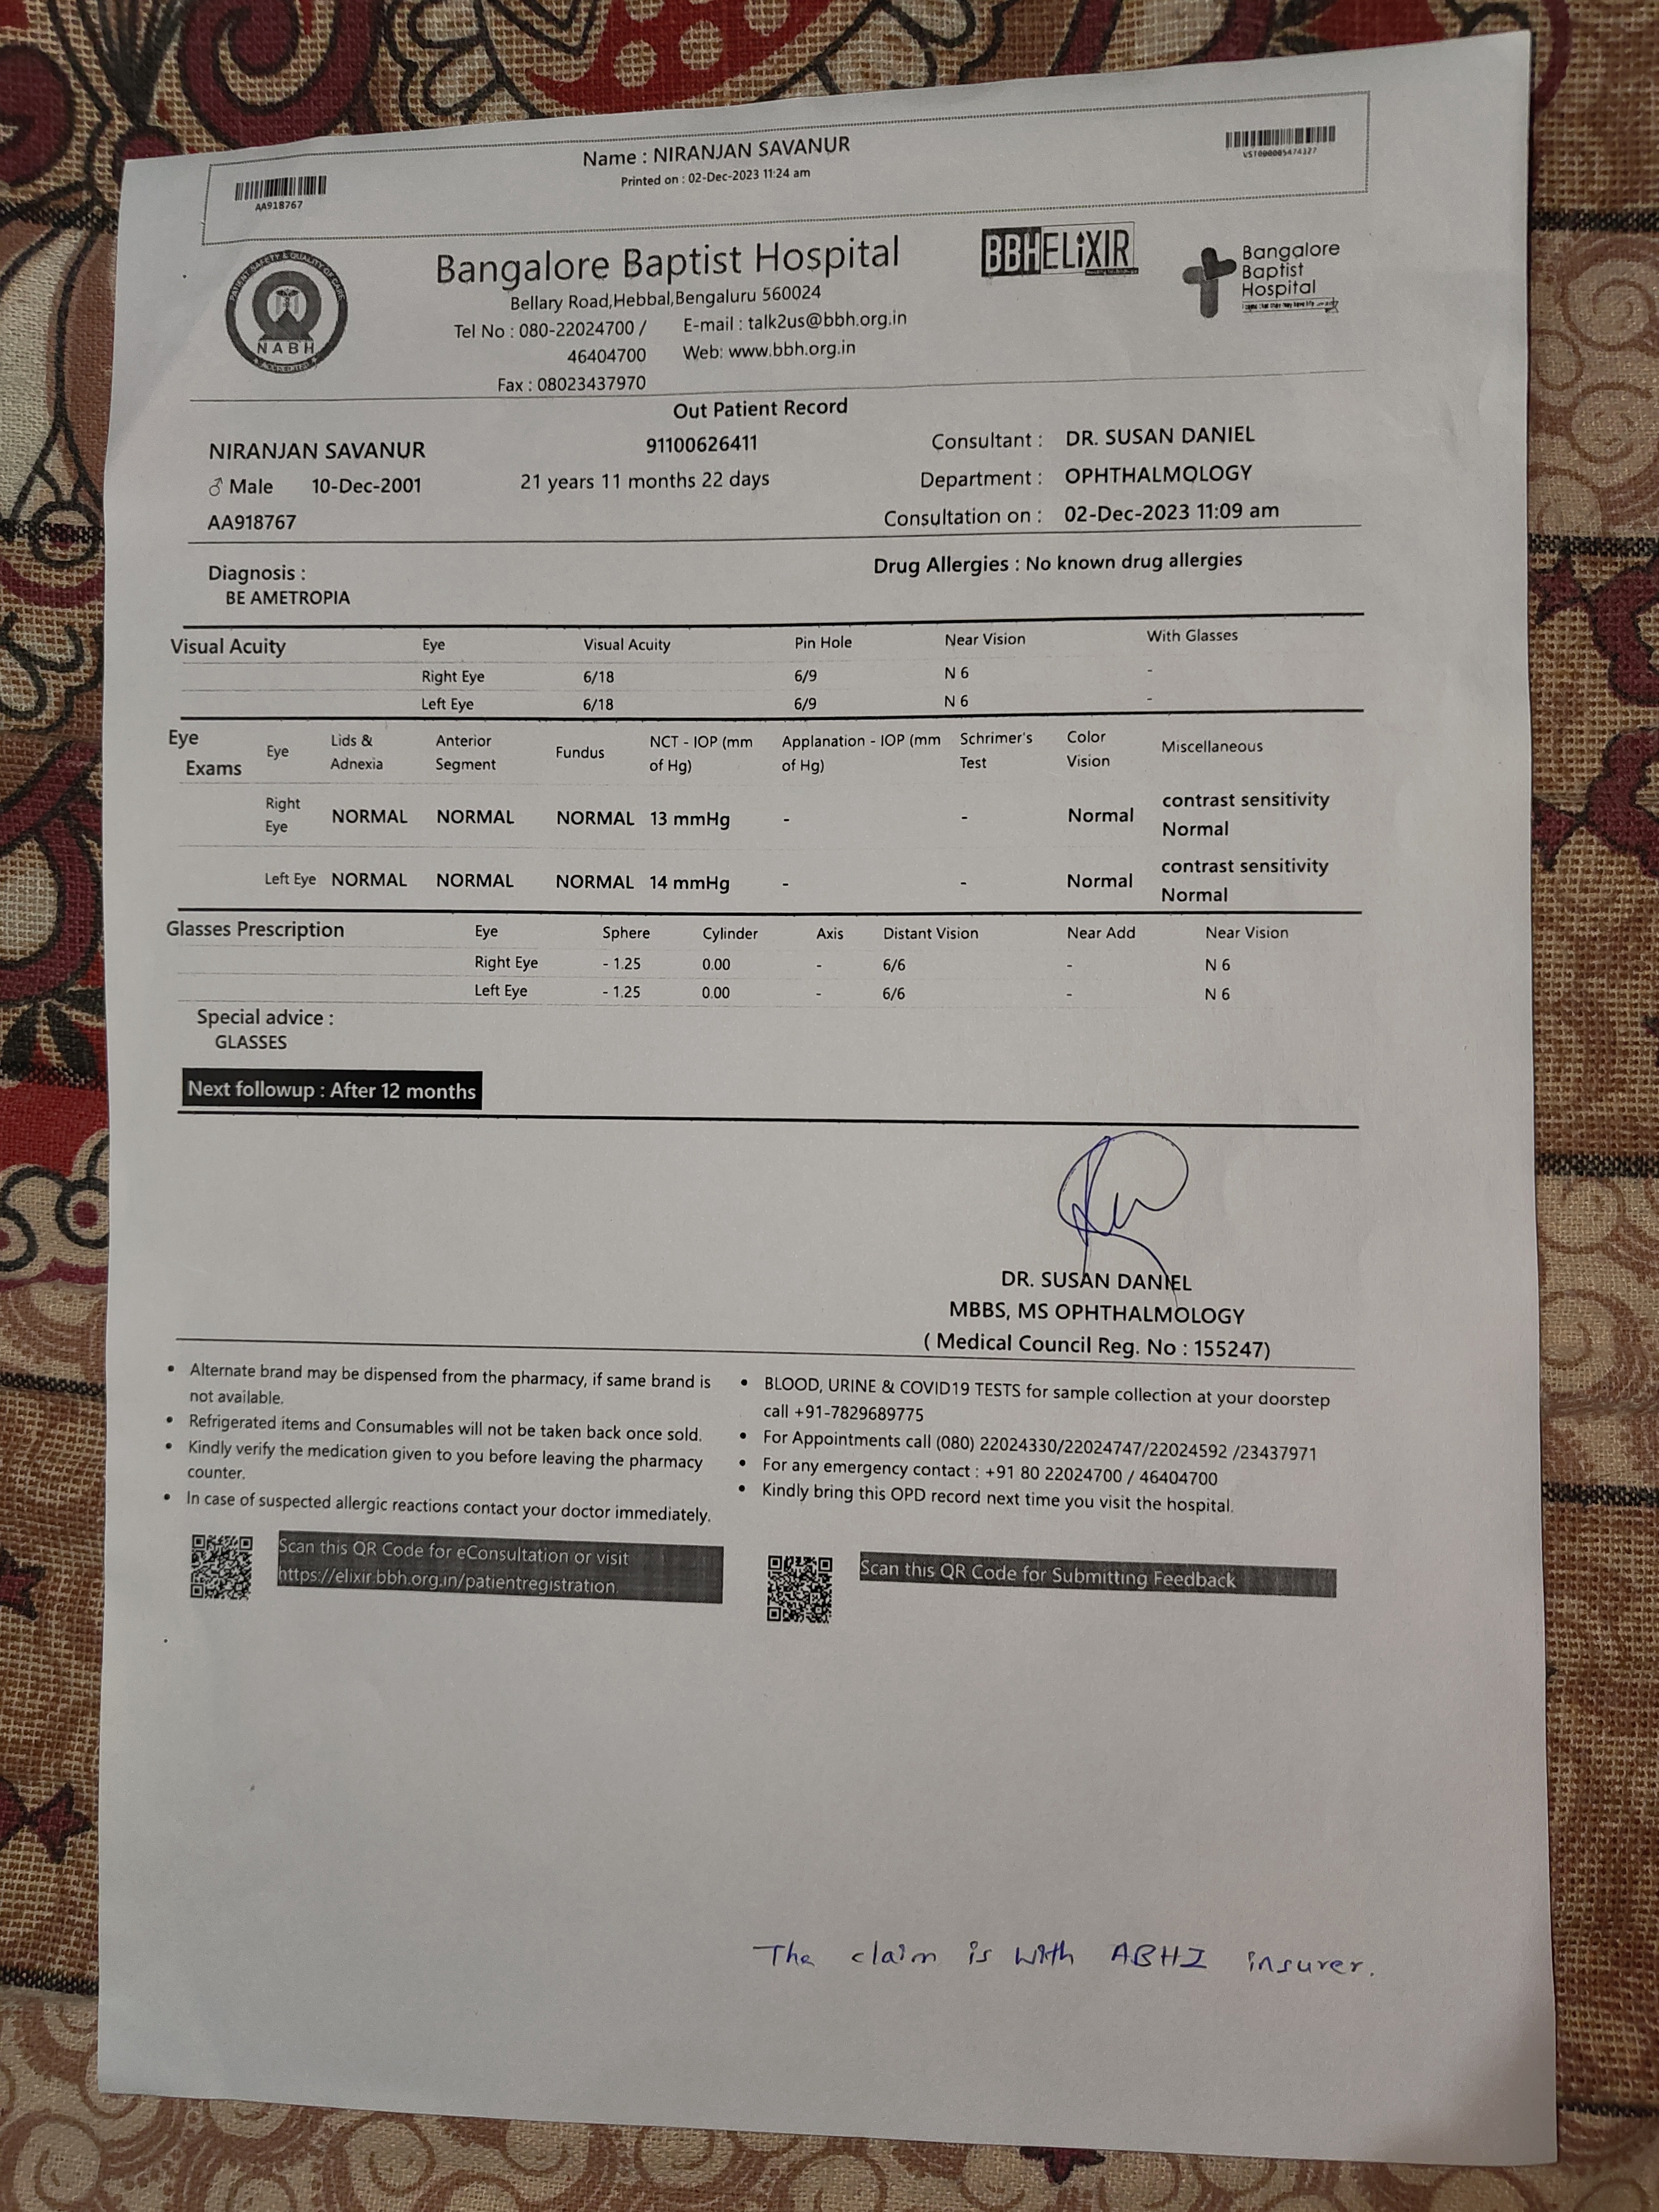 Name : NIRANJAN SAVANUR
Printed on : 02-Dec-2023 11:24 am
AA918767
VST000005474327
PATIENT SAFETY & QUALITY OF CARE
NABH
ACCREDITED
Bangalore Baptist Hospital
Bellary Road,Hebbal,Bengaluru 560024
Tel No : 080-22024700 / E-mail : talk2us@bbh.org.in
46404700 Web: www.bbh.org.in
Fax : 08023437970
BBHELiXIR
Bangalore
Baptist
Hospital
Out Patient Record
NIRANJAN SAVANUR 91100626411 Consultant : DR. SUSAN DANIEL
♂ Male 10-Dec-2001 21 years 11 months 22 days Department : OPHTHALMOLOGY
AA918767 Consultation on : 02-Dec-2023 11:09 am
Diagnosis : Drug Allergies : No known drug allergies
BE AMETROPIA
Visual Acuity Eye Visual Acuity Pin Hole Near Vision With Glasses
Right Eye 6/18 6/9 N 6 -
Left Eye 6/18 6/9 N 6 -
Eye Exams Eye Lids & Adnexia Anterior Segment Fundus NCT - IOP (mm of Hg) Applanation - IOP (mm of Hg) Schrimer's Test Color Vision Miscellaneous
Right Eye NORMAL NORMAL NORMAL 13 mmHg - - Normal contrast sensitivity Normal
Left Eye NORMAL NORMAL NORMAL 14 mmHg - - Normal contrast sensitivity Normal
Glasses Prescription Eye Sphere Cylinder Axis Distant Vision Near Add Near Vision
Right Eye - 1.25 0.00 - 6/6 - N 6
Left Eye - 1.25 0.00 - 6/6 - N 6
Special advice :
GLASSES
Next followup : After 12 months
DR. SUSAN DANIEL
MBBS, MS OPHTHALMOLOGY
( Medical Council Reg. No : 155247)
• Alternate brand may be dispensed from the pharmacy, if same brand is
not available.
• Refrigerated items and Consumables will not be taken back once sold.
• Kindly verify the medication given to you before leaving the pharmacy
counter.
• In case of suspected allergic reactions contact your doctor immediately.
• BLOOD, URINE & COVID19 TESTS for sample collection at your doorstep
call +91-7829689775
• For Appointments call (080) 22024330/22024747/22024592 /23437971
• For any emergency contact : +91 80 22024700 / 46404700
• Kindly bring this OPD record next time you visit the hospital.
Scan this QR Code for eConsultation or visit
https://elixir.bbh.org.in/patientregistration.
Scan this QR Code for Submitting Feedback
The claim is with ABHI insurer.